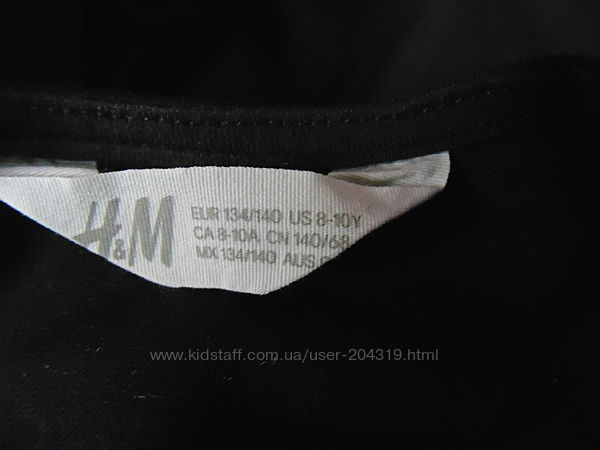 H&M
EUR 134/140 US 8-10Y
CA 8-10A CN 140/68
MX 134/140 AUS
www.kidstaff.com.ua/user-204319.html